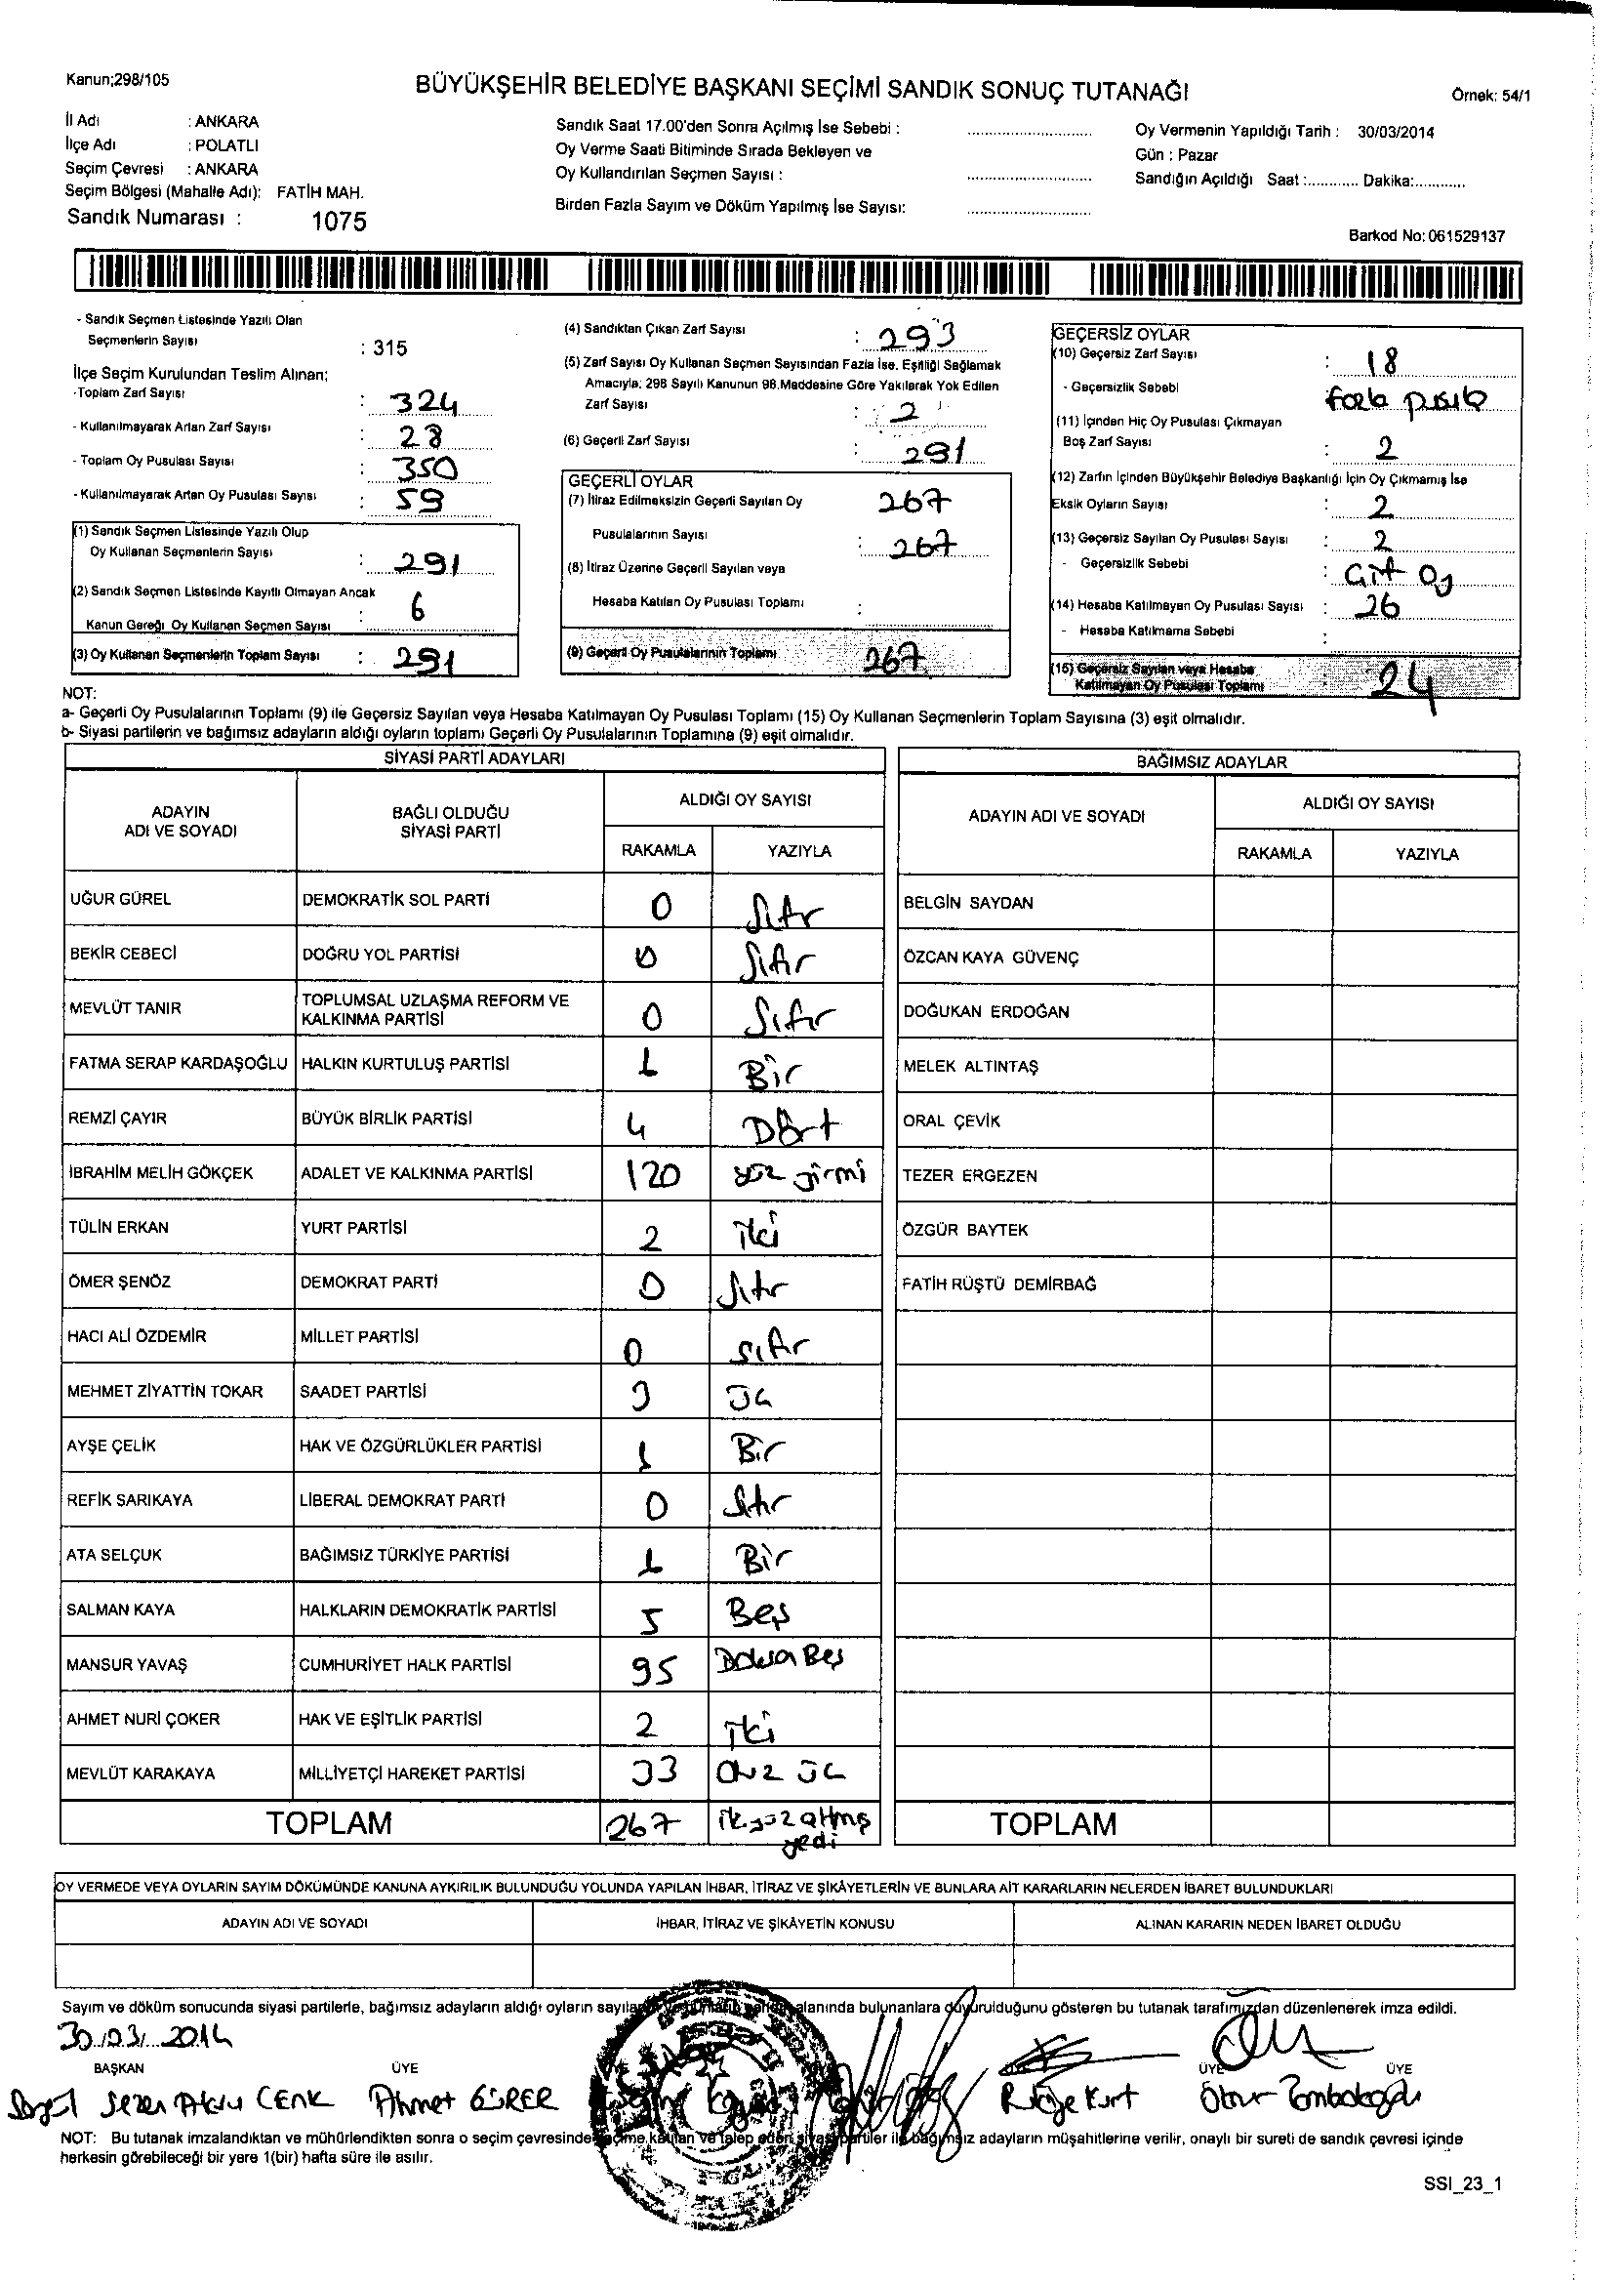 Kanun;298/105
BÜYÜKŞEHİR BELEDİYE BAŞKANI SEÇİMİ SANDIK SONUÇ TUTANAĞI
Örnek: 54/1
İl Adı : ANKARA
İlçe Adı : POLATLI
Seçim Çevresi : ANKARA
Seçim Bölgesi (Mahalle Adı): FATİH MAH.
Sandık Numarası : 1075
Sandık Saat 17.00'den Sonra Açılmış İse Sebebi : ..............................
Oy Verme Saati Bitiminde Sırada Bekleyen ve
Oy Kullandırılan Seçmen Sayısı : ..............................
Birden Fazla Sayım ve Döküm Yapılmış İse Sayısı: ..............................
Oy Vermenin Yapıldığı Tarih : 30/03/2014
Gün : Pazar
Sandığın Açıldığı Saat :............ Dakika:............
Barkod No: 061529137
- Sandık Seçmen Listesinde Yazılı Olan
Seçmenlerin Sayısı : 315
İlçe Seçim Kurulundan Teslim Alınan;
-Toplam Zarf Sayısı : 324
- Kullanılmayarak Artan Zarf Sayısı : 28
- Toplam Oy Pusulası Sayısı : 350
- Kullanılmayarak Artan Oy Pusulası Sayısı : 59
(1) Sandık Seçmen Listesinde Yazılı Olup
Oy Kullanan Seçmenlerin Sayısı : 291
(2) Sandık Seçmen Listesinde Kayıtlı Olmayan Ancak
Kanun Gereği Oy Kullanan Seçmen Sayısı : 6
(3) Oy Kullanan Seçmenlerin Toplam Sayısı : 291
(4) Sandıktan Çıkan Zarf Sayısı : 293
(5) Zarf Sayısı Oy Kullanan Seçmen Sayısından Fazla İse, Eşitliği Sağlamak
Amacıyla; 298 Sayılı Kanunun 98.Maddesine Göre Yakılarak Yok Edilen
Zarf Sayısı : 2
(6) Geçerli Zarf Sayısı : 291
GEÇERLİ OYLAR
(7) İtiraz Edilmeksizin Geçerli Sayılan Oy 267
Pusulalarının Sayısı : 267
(8) İtiraz Üzerine Geçerli Sayılan veya
Hesaba Katılan Oy Pusulası Toplamı :
(9) Geçerli Oy Pusulalarının Toplamı 267
GEÇERSİZ OYLAR
(10) Geçersiz Zarf Sayısı : 18
- Geçersizlik Sebebi fazla pusula
(11) İçinden Hiç Oy Pusulası Çıkmayan
Boş Zarf Sayısı : 2
(12) Zarfın İçinden Büyükşehir Belediye Başkanlığı İçin Oy Çıkmamış İse
Eksik Oyların Sayısı : 2
(13) Geçersiz Sayılan Oy Pusulası Sayısı : 2
- Geçersizlik Sebebi : Çift Oy
(14) Hesaba Katılmayan Oy Pusulası Sayısı : 26
- Hesaba Katılmama Sebebi :
(15) Geçersiz Sayılan veya Hesaba
Katılmayan Oy Pusulası Toplamı : 24
NOT:
a- Geçerli Oy Pusulalarının Toplamı (9) ile Geçersiz Sayılan veya Hesaba Katılmayan Oy Pusulası Toplamı (15) Oy Kullanan Seçmenlerin Toplam Sayısına (3) eşit olmalıdır.
b- Siyasi partilerin ve bağımsız adayların aldığı oyların toplamı Geçerli Oy Pusulalarının Toplamına (9) eşit olmalıdır.
SİYASİ PARTİ ADAYLARI
ADAYIN ADI VE SOYADI BAĞLI OLDUĞU SİYASİ PARTİ ALDIĞI OY SAYISI
RAKAMLA YAZIYLA
UĞUR GÜREL DEMOKRATİK SOL PARTİ 0 Sıfır
BEKİR CEBECİ DOĞRU YOL PARTİSİ 0 Sıfır
MEVLÜT TANIR TOPLUMSAL UZLAŞMA REFORM VE KALKINMA PARTİSİ 0 Sıfır
FATMA SERAP KARDAŞOĞLU HALKIN KURTULUŞ PARTİSİ 1 Bir
REMZİ ÇAYIR BÜYÜK BİRLİK PARTİSİ 4 Dört
İBRAHİM MELİH GÖKÇEK ADALET VE KALKINMA PARTİSİ 120 yüz yirmi
TÜLİN ERKAN YURT PARTİSİ 2 iki
ÖMER ŞENÖZ DEMOKRAT PARTİ 0 Sıfır
HACI ALİ ÖZDEMİR MİLLET PARTİSİ 0 sıfır
MEHMET ZİYATTİN TOKAR SAADET PARTİSİ 3 üç
AYŞE ÇELİK HAK VE ÖZGÜRLÜKLER PARTİSİ 1 Bir
REFİK SARIKAYA LİBERAL DEMOKRAT PARTİ 0 Sıfır
ATA SELÇUK BAĞIMSIZ TÜRKİYE PARTİSİ 1 Bir
SALMAN KAYA HALKLARIN DEMOKRATİK PARTİSİ 5 Beş
MANSUR YAVAŞ CUMHURİYET HALK PARTİSİ 95 Doksan Beş
AHMET NURİ ÇOKER HAK VE EŞİTLİK PARTİSİ 2 iki
MEVLÜT KARAKAYA MİLLİYETÇİ HAREKET PARTİSİ 33 Otuz üç
TOPLAM 267 ikiyüz altmış
yedi
BAĞIMSIZ ADAYLAR
ADAYIN ADI VE SOYADI ALDIĞI OY SAYISI
RAKAMLA YAZIYLA
BELGİN SAYDAN
ÖZCAN KAYA GÜVENÇ
DOĞUKAN ERDOĞAN
MELEK ALTINTAŞ
ORAL ÇEVİK
TEZER ERGEZEN
ÖZGÜR BAYTEK
FATİH RÜŞTÜ DEMİRBAĞ
TOPLAM
OY VERMEDE VEYA OYLARIN SAYIM DÖKÜMÜNDE KANUNA AYKIRILIK BULUNDUĞU YOLUNDA YAPILAN İHBAR, İTİRAZ VE ŞİKÂYETLERİN VE BUNLARA AİT KARARLARIN NELERDEN İBARET BULUNDUKLARI
ADAYIN ADI VE SOYADI İHBAR, İTİRAZ VE ŞİKÂYETİN KONUSU ALINAN KARARIN NEDEN İBARET OLDUĞU
Sayım ve döküm sonucunda siyasi partilerle, bağımsız adayların aldığı oyların alanında bulunanlara duyurulduğunu gösteren bu tutanak tarafımızdan düzenlenerek imza edildi.
30/03/2014
BAŞKAN ÜYE ÜYE ÜYE
CENK Ahmet GÜRER Kurt
NOT: Bu tutanak imzalandıktan ve mühürlendikten sonra o seçim çevresinde seçime katılan ve talep eden siyasi partiler ile bağımsız adayların müşahitlerine verilir, onaylı bir sureti de sandık çevresi içinde
herkesin görebileceği bir yere 1(bir) hafta süre ile asılır.
SSI_23_1